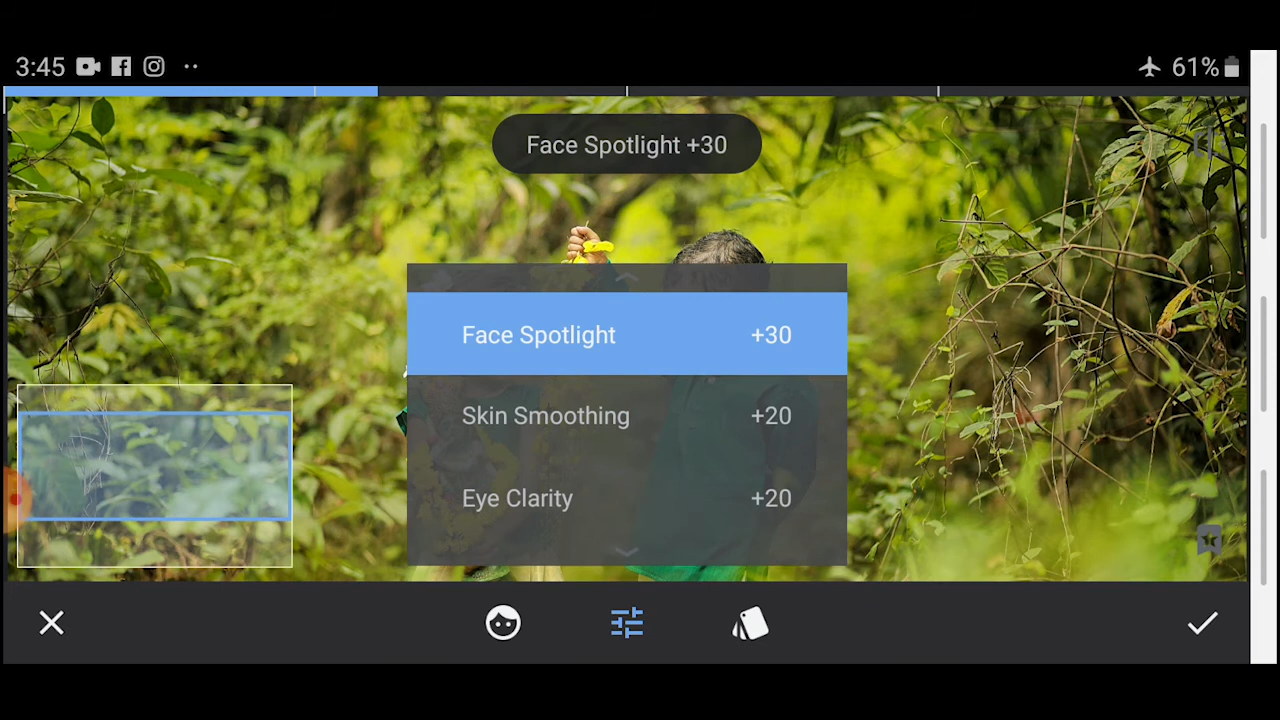 3:45
61%
Face Spotlight +30
Face Spotlight +30
Skin Smoothing +20
Eye Clarity +20